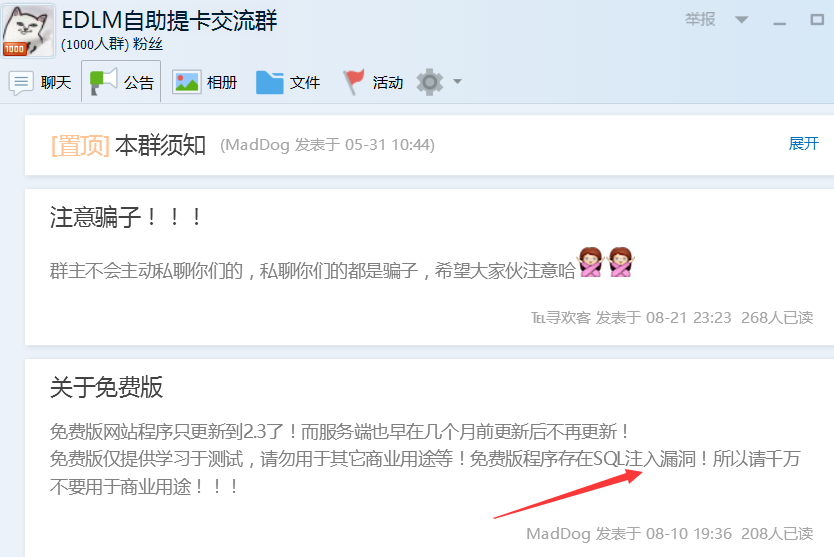 EDLM自助提卡交流群
(1000人群) 粉丝
1000
举报
聊天 公告 相册 文件 活动
[置顶] 本群须知 (MadDog 发表于 05-31 10:44) 展开
注意骗子！！！
群主不会主动私聊你们的，私聊你们的都是骗子，希望大家伙注意哈
℡寻欢客 发表于 08-21 23:23 268人已读
关于免费版
免费版网站程序只更新到2.3了！而服务端也早在几个月前更新后不再更新！
免费版仅提供学习于测试，请勿用于其它商业用途等！免费版程序存在SQL注入漏洞！所以请千万
不要用于商业用途！！！
MadDog 发表于 08-10 19:36 208人已读